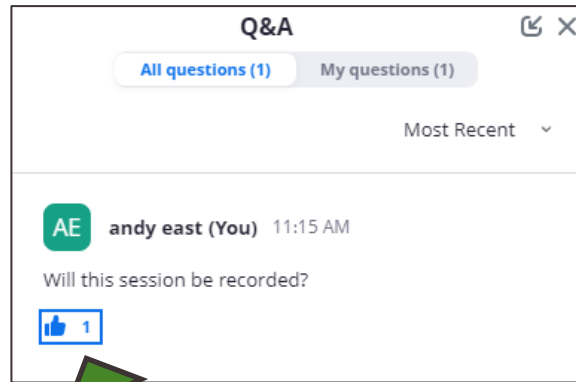 Q&A
All questions (1) My questions (1)
Most Recent
AE andy east (You) 11:15 AM
Will this session be recorded?
1